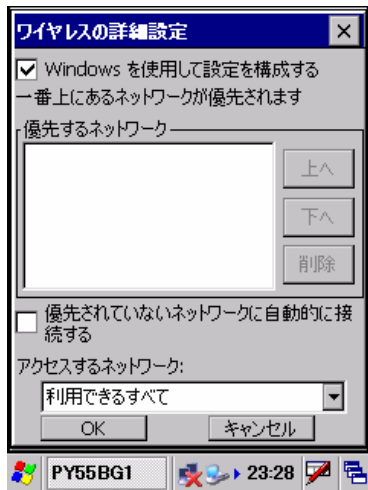 ワイヤレスの詳細設定
Windows を使用して設定を構成する
一番上にあるネットワークが優先されます
優先するネットワーク
上へ
下へ
削除
優先されていないネットワークに自動的に接
続する
アクセスするネットワーク:
利用できるすべて
OK
キャンセル
PY55BG1
23:28